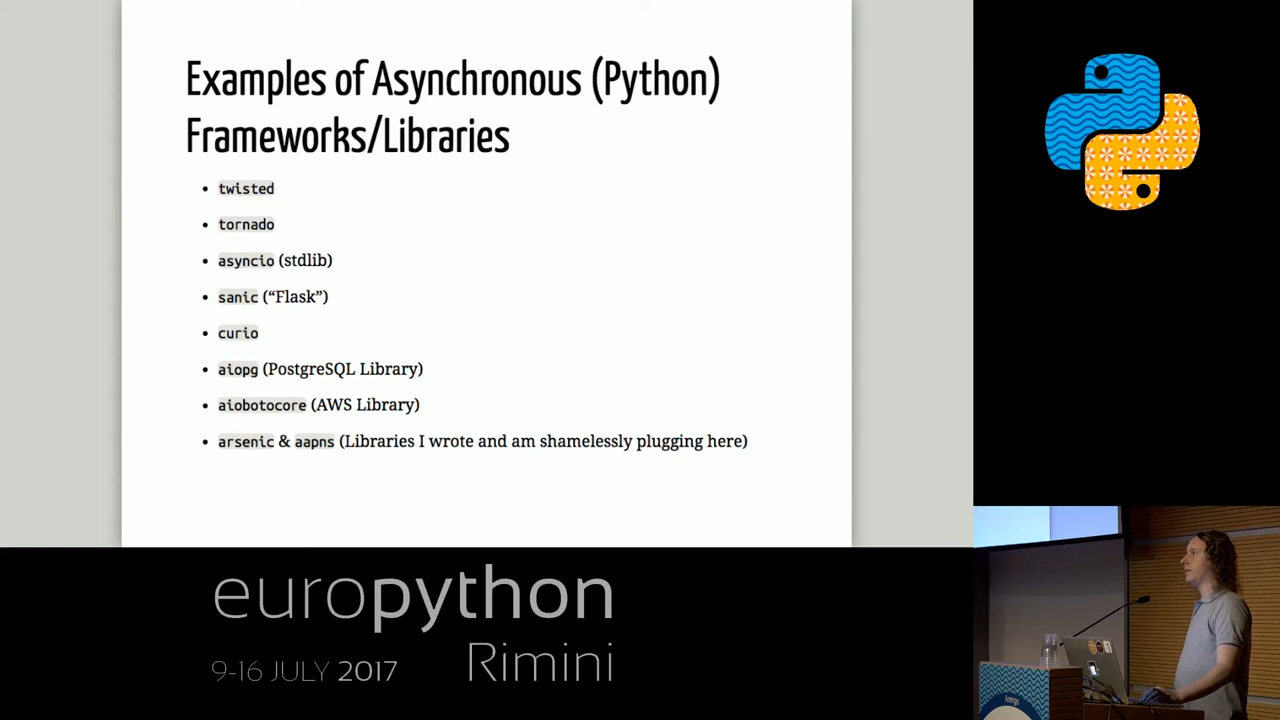 Examples of Asynchronous (Python)
Frameworks/Libraries
• twisted
• tornado
• asyncio (stdlib)
• sanic (“Flask”)
• curio
• aiopg (PostgreSQL Library)
• aiobotocore (AWS Library)
• arsenic & aapns (Libraries I wrote and am shamelessly plugging here)
europython
9-16 JULY 2017
Rimini